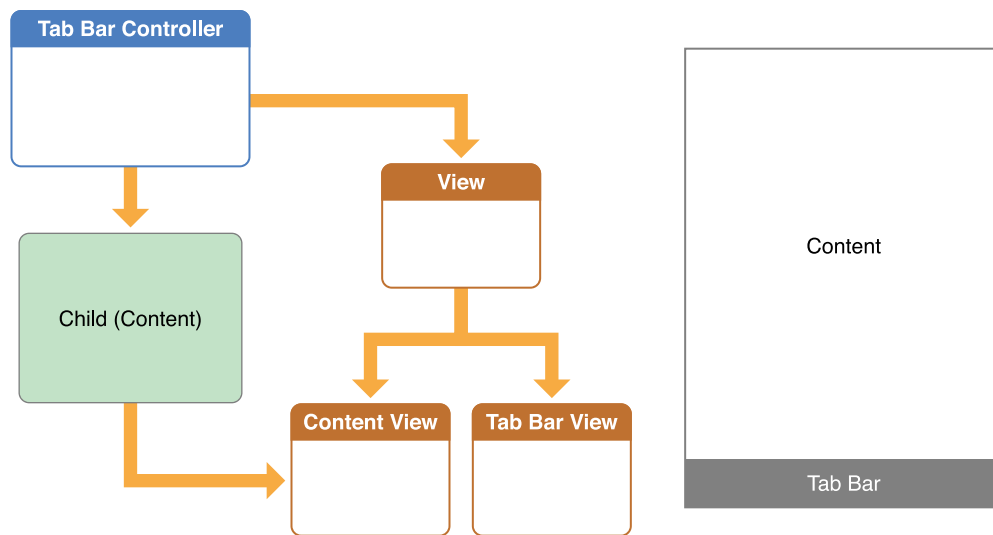 Tab Bar Controller
View
Child (Content)
Content View
Tab Bar View
Content
Tab Bar